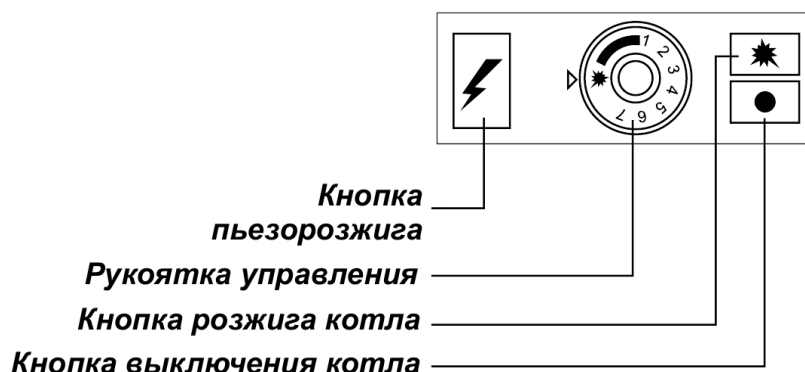 1 2 3 4 5 6 7
Кнопка
пьезорозжига
Рукоятка управления
Кнопка розжига котла
Кнопка выключения котла